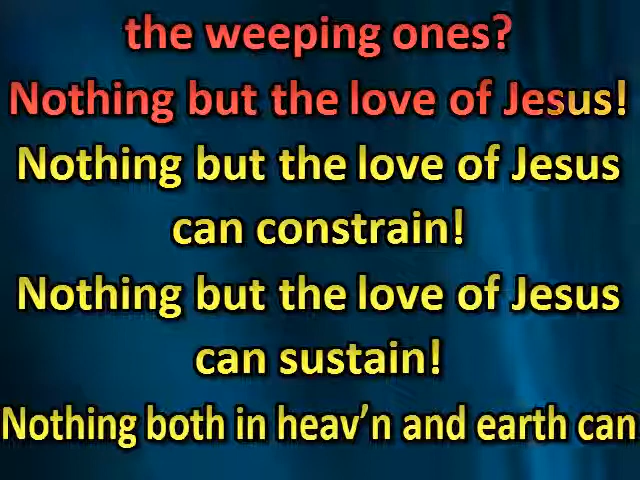 the weeping ones?
Nothing but the love of Jesus!
Nothing but the love of Jesus
can constrain!
Nothing but the love of Jesus
can sustain!
Nothing both in heav’n and earth can